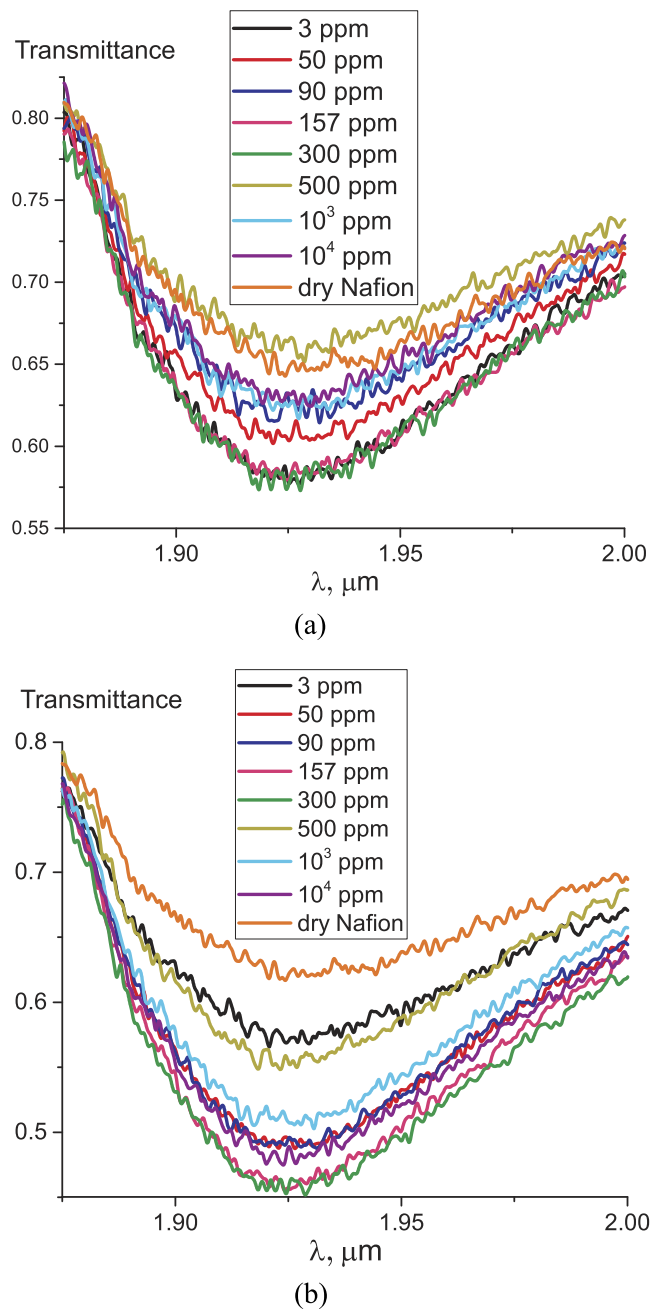 Transmittance
3 ppm
50 ppm
90 ppm
157 ppm
300 ppm
500 ppm
10³ ppm
10⁴ ppm
dry Nafion
0.80
0.75
0.70
0.65
0.60
0.55
1.90 1.95 2.00
λ, μm
(a)
Transmittance
3 ppm
50 ppm
90 ppm
157 ppm
300 ppm
500 ppm
10³ ppm
10⁴ ppm
dry Nafion
0.8
0.7
0.6
0.5
1.90 1.95 2.00
λ, μm
(b)